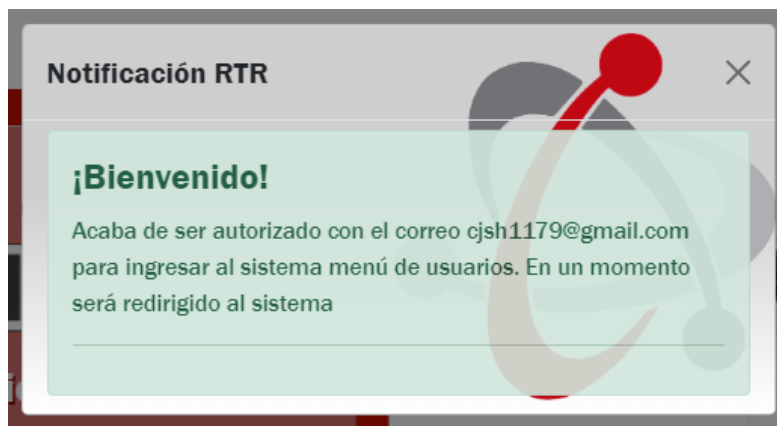 Notificación RTR
¡Bienvenido!
Acaba de ser autorizado con el correo cjsh1179@gmail.com
para ingresar al sistema menú de usuarios. En un momento
será redirigido al sistema